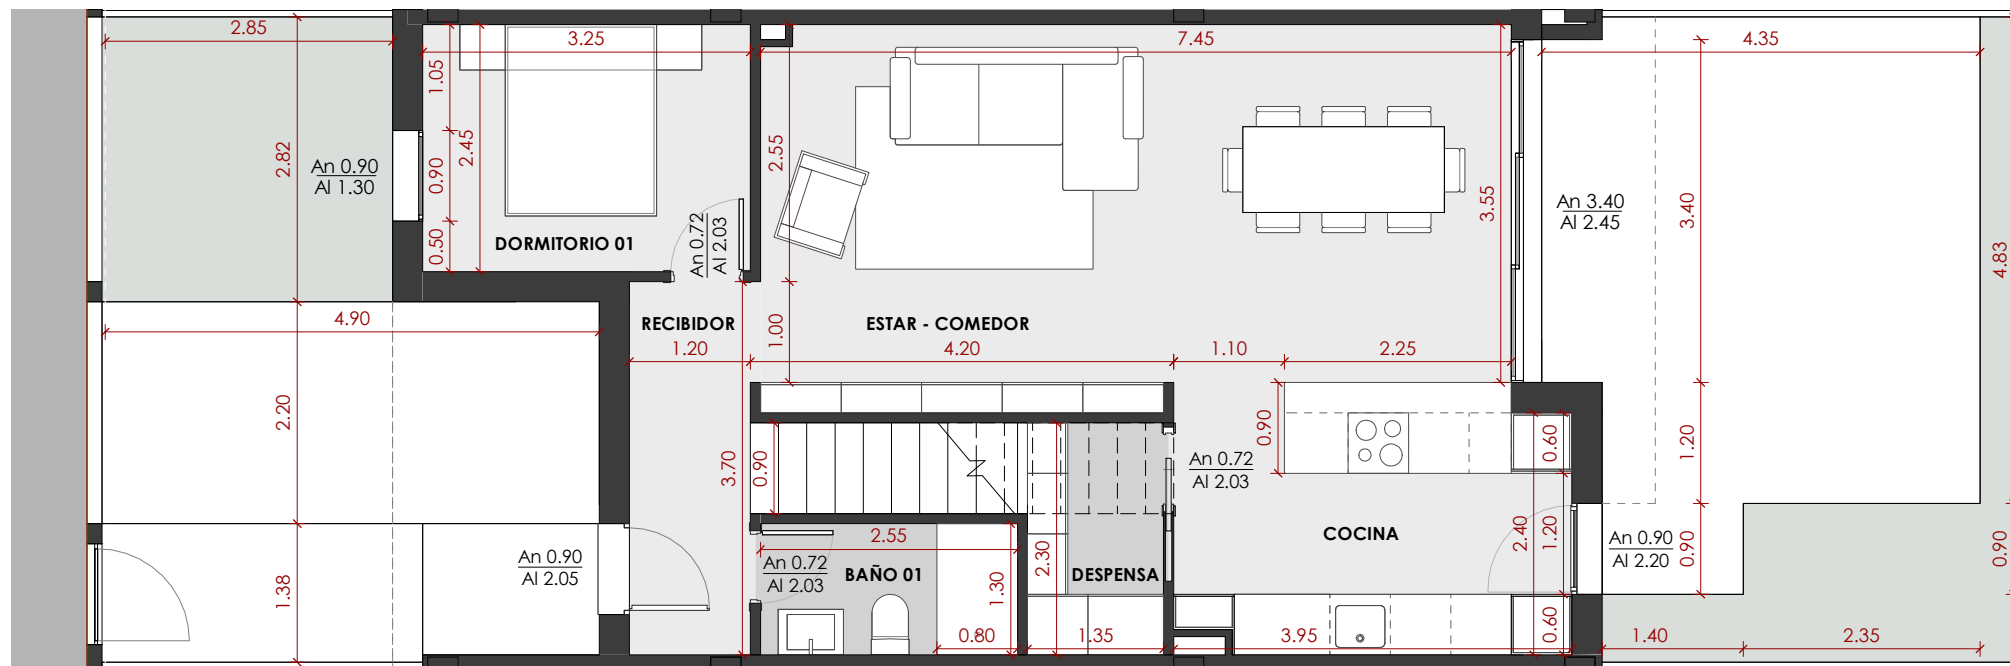 2.85
3.25
7.45
4.35
1.05
2.45
2.82
0.90
An 0.90
Al 1.30
0.50
DORMITORIO 01
An 0.72
Al 2.03
2.55
3.55
An 3.40
Al 2.45
3.40
4.83
4.90
RECIBIDOR
ESTAR - COMEDOR
1.00
1.20
4.20
1.10
2.25
2.20
3.70
0.90
0.90
An 0.72
Al 2.03
0.60
1.20
COCINA
2.40
1.20
An 0.90
Al 2.20
0.90
0.90
1.38
An 0.90
Al 2.05
2.55
An 0.72
Al 2.03
BAÑO 01
1.30
2.30
DESPENSA
0.80
1.35
3.95
0.60
1.40
2.35